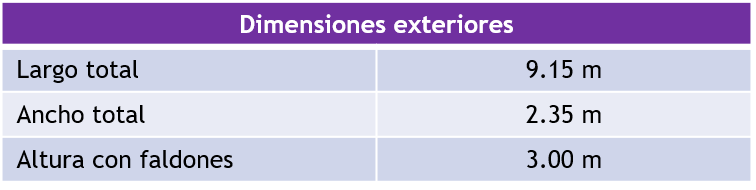 Dimensiones exteriores
Largo total 9.15 m
Ancho total 2.35 m
Altura con faldones 3.00 m